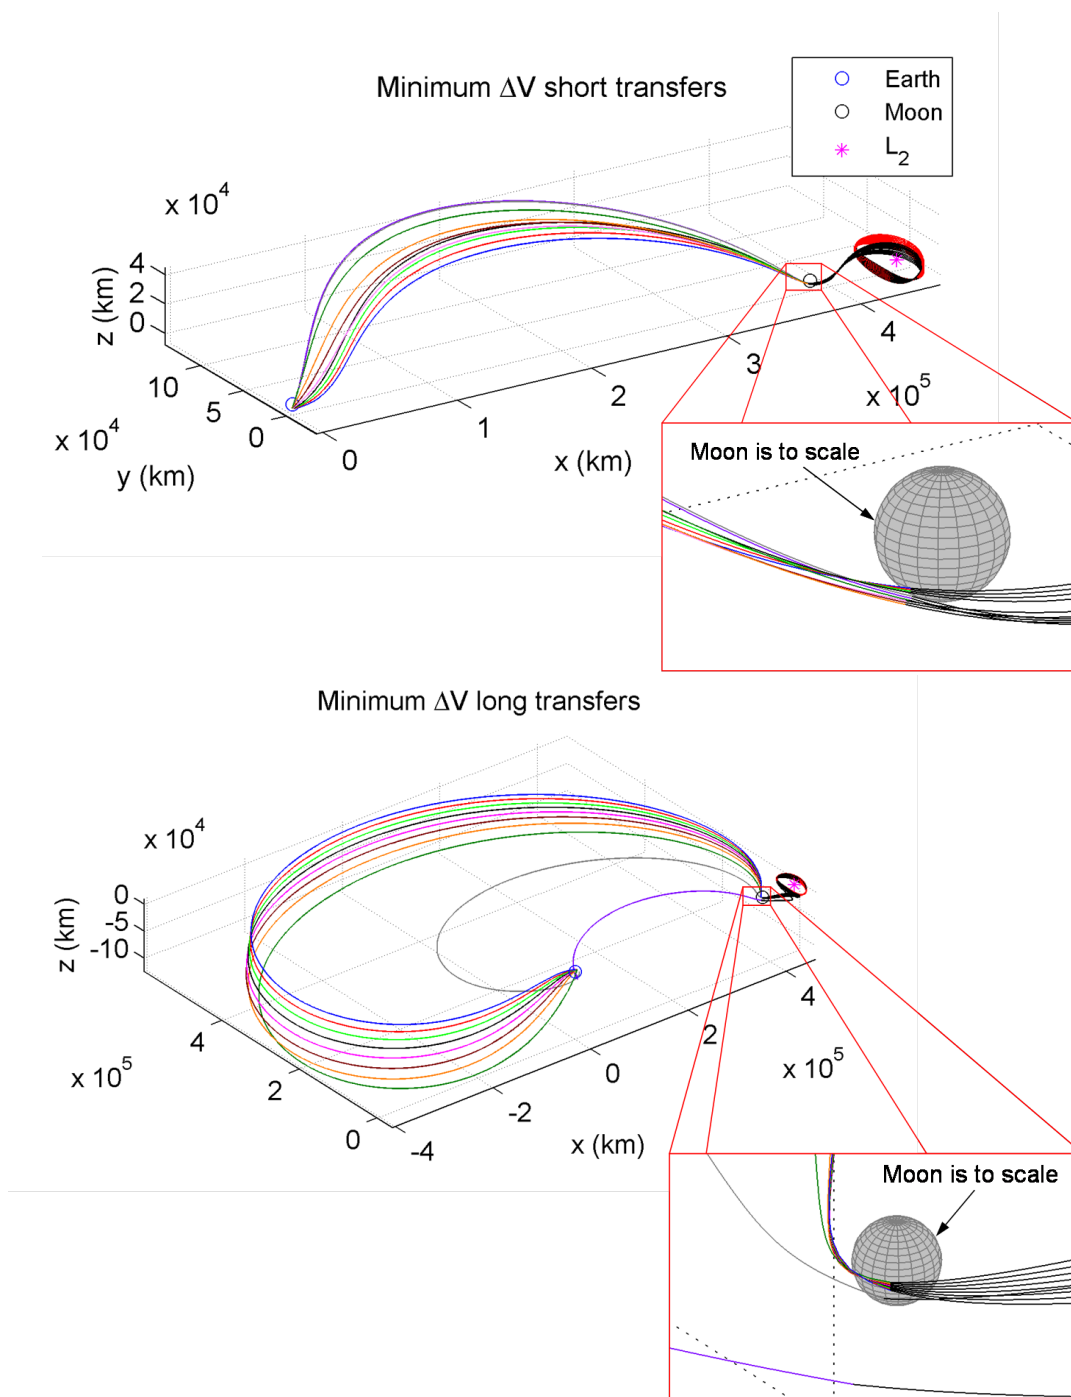 Minimum ΔV short transfers
Earth
Moon
L2
x 10^4
z (km)
4
2
0
10
5
0
x 10^4
y (km)
0
1
2
3
4
x 10^5
x (km)
Moon is to scale
Minimum ΔV long transfers
x 10^4
z (km)
0
-5
-10
4
2
0
x 10^5
-4
-2
0
2
4
x 10^5
x (km)
Moon is to scale